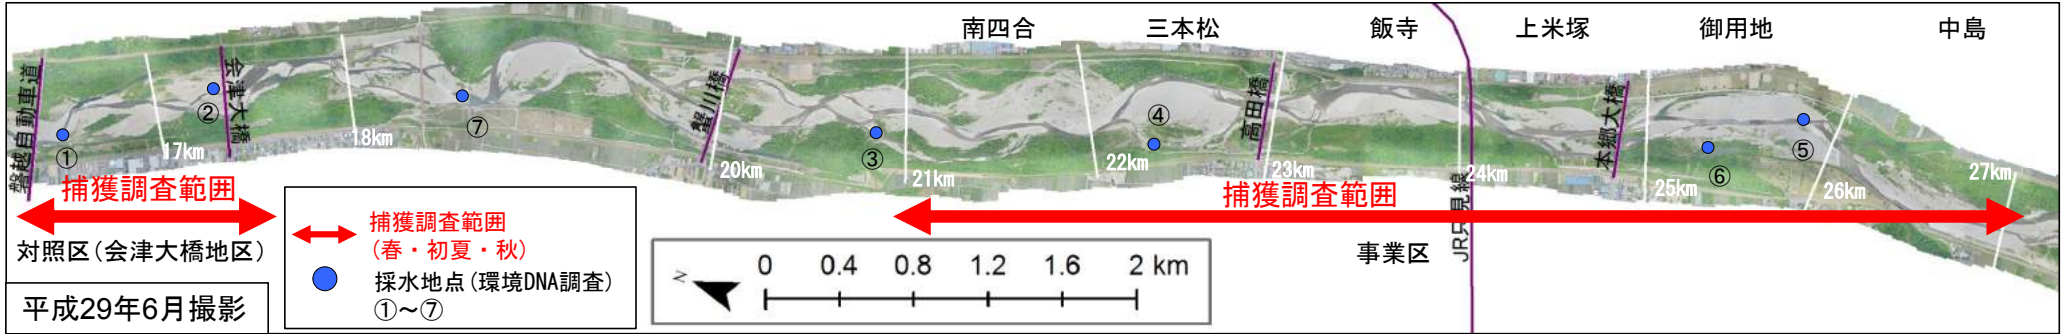 南四合
三本松
飯寺
上米塚
御用地
中島
磐越自動車道
会津大橋
蟹川橋
高田橋
本郷大橋
JR只見線
①
②
⑦
③
④
⑥
⑤
17km
18km
20km
21km
22km
23km
24km
25km
26km
27km
捕獲調査範囲
捕獲調査範囲
対照区(会津大橋地区)
事業区
捕獲調査範囲
(春・初夏・秋)
採水地点(環境DNA調査)
①~⑦
平成29年6月撮影
N
0 0.4 0.8 1.2 1.6 2 km